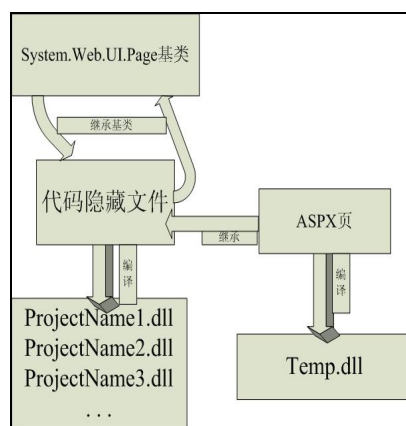 System.Web.UI.Page基类
继承基类
代码隐藏文件
ASPX页
继承
编译
编译
ProjectName1.dll
ProjectName2.dll
ProjectName3.dll
. . .
Temp.dll